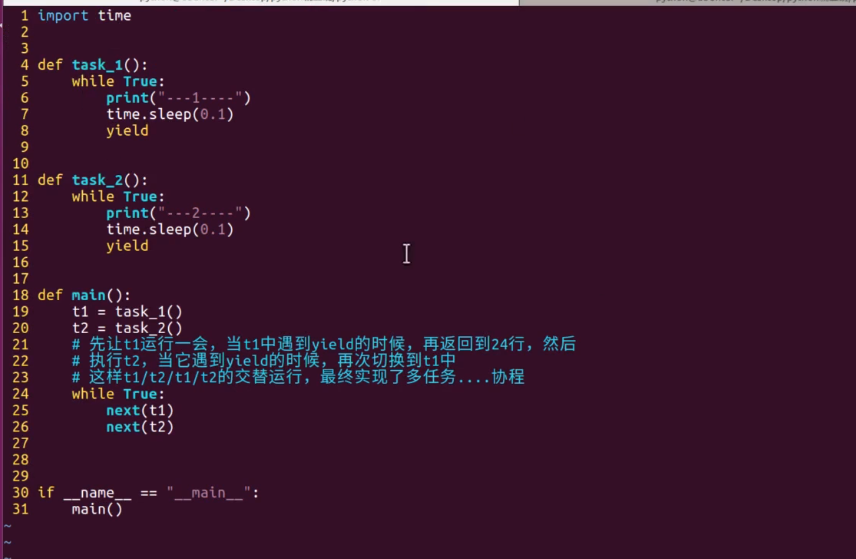 1 import time
2
3
4 def task_1():
5     while True:
6         print("---1----")
7         time.sleep(0.1)
8         yield
9
10
11 def task_2():
12     while True:
13         print("---2----")
14         time.sleep(0.1)
15         yield
16
17
18 def main():
19     t1 = task_1()
20     t2 = task_2()
21     # 先让t1运行一会，当t1中遇到yield的时候，再返回到24行，然后
22     # 执行t2，当它遇到yield的时候，再次切换到t1中
23     # 这样t1/t2/t1/t2的交替运行，最终实现了多任务....协程
24     while True:
25         next(t1)
26         next(t2)
27
28
29
30 if __name__ == "__main__":
31     main()
~
~
~